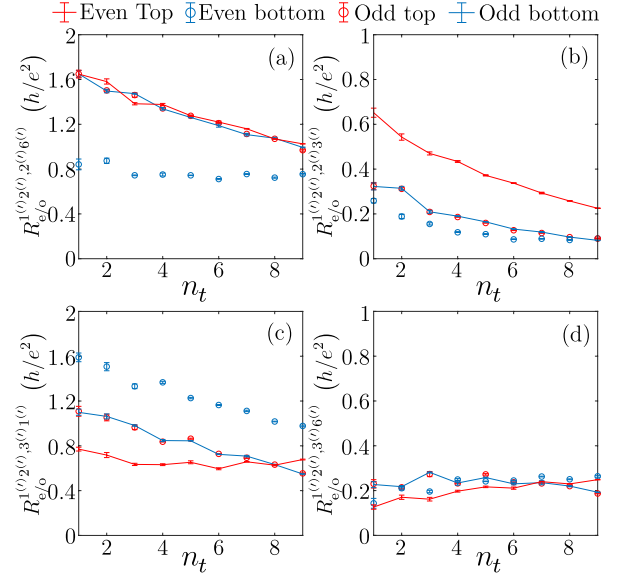 Even Top Even bottom Odd top Odd bottom
2
1.6
1.2
0.8
0.4
0
2 4 6 8
n_t
R_{e/o}^{1^{(′)}2^{(′)},2^{(′)}6^{(′)}} (h/e^2)
(a)
1
0.8
0.6
0.4
0.2
0
2 4 6 8
n_t
R_{e/o}^{1^{(′)}2^{(′)},2^{(′)}3^{(′)}} (h/e^2)
(b)
2
1.6
1.2
0.8
0.4
0
2 4 6 8
n_t
R_{e/o}^{1^{(′)}2^{(′)},3^{(′)}1^{(′)}} (h/e^2)
(c)
1
0.8
0.6
0.4
0.2
0
2 4 6 8
n_t
R_{e/o}^{1^{(′)}2^{(′)},3^{(′)}6^{(′)}} (h/e^2)
(d)